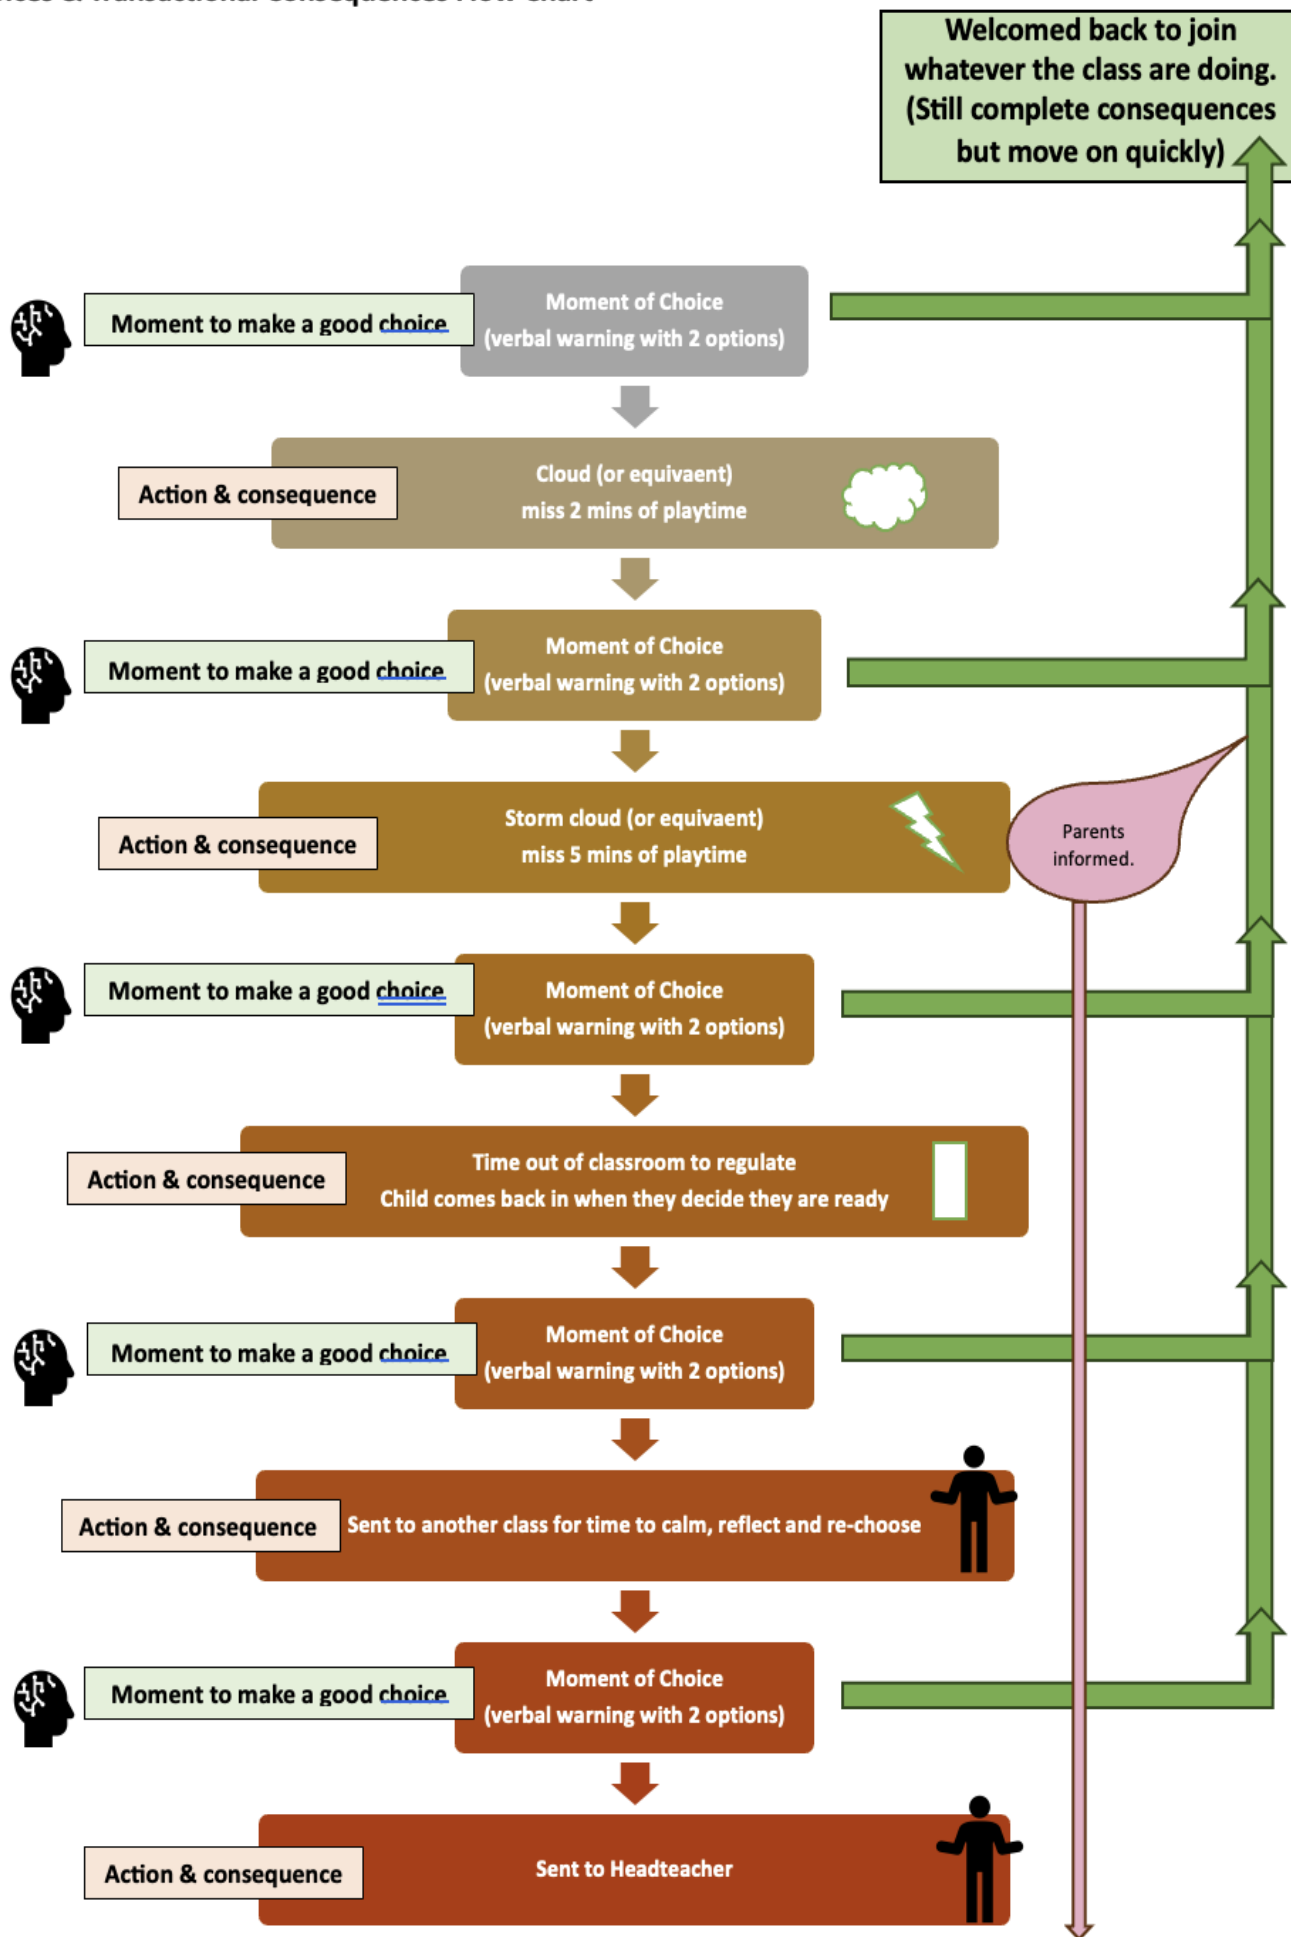 & Transactional Consequences Flow Chart
Welcomed back to join
whatever the class are doing.
(Still complete consequences
but move on quickly)
Moment to make a good choice
Moment of Choice
(verbal warning with 2 options)
Action & consequence
Cloud (or equivaent)
miss 2 mins of playtime
Moment to make a good choice
Moment of Choice
(verbal warning with 2 options)
Action & consequence
Storm cloud (or equivaent)
miss 5 mins of playtime
Parents
informed.
Moment to make a good choice
Moment of Choice
(verbal warning with 2 options)
Action & consequence
Time out of classroom to regulate
Child comes back in when they decide they are ready
Moment to make a good choice
Moment of Choice
(verbal warning with 2 options)
Action & consequence
Sent to another class for time to calm, reflect and re-choose
Moment to make a good choice
Moment of Choice
(verbal warning with 2 options)
Action & consequence
Sent to Headteacher